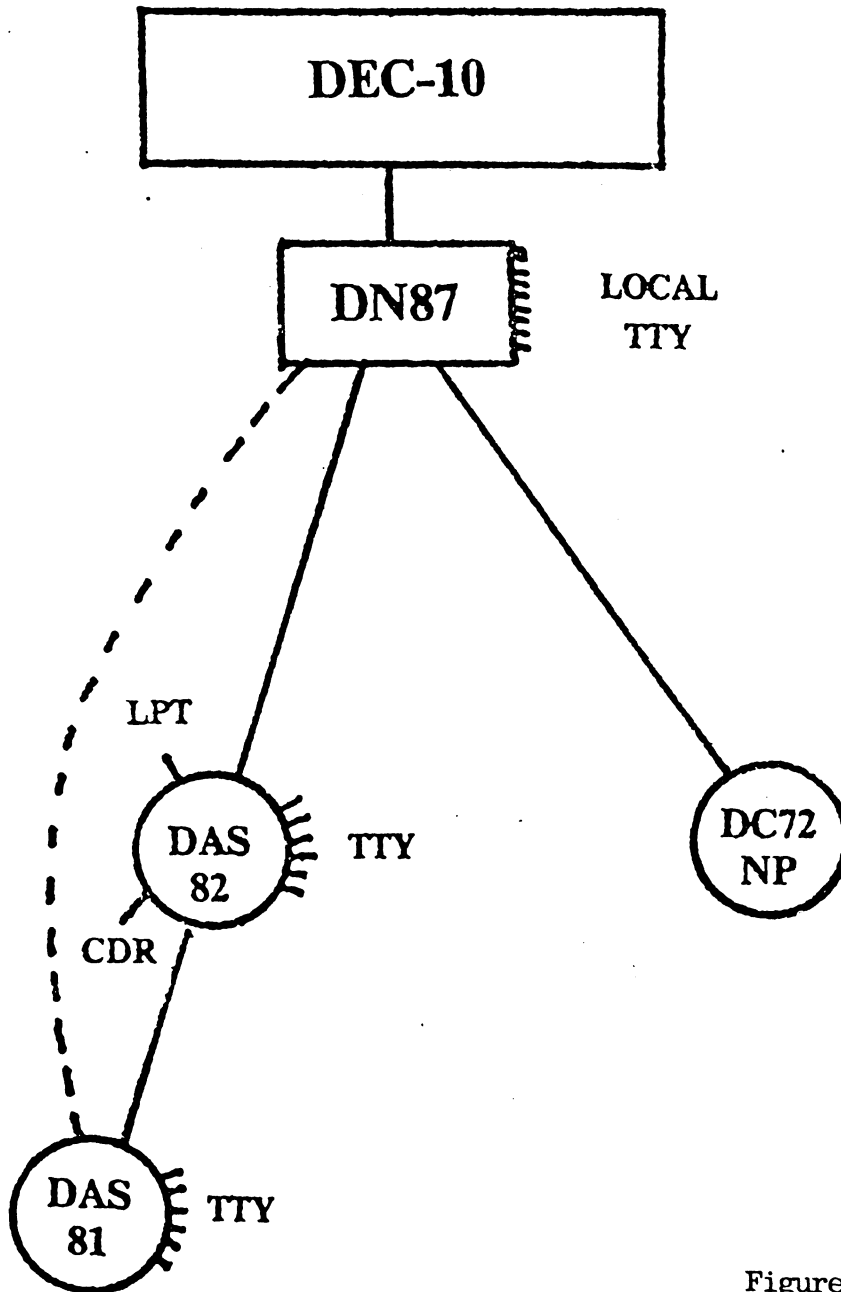 DEC-10
DN87
LOCAL
TTY
LPT
DAS
82
TTY
CDR
DC72
NP
DAS
81
TTY
Figure